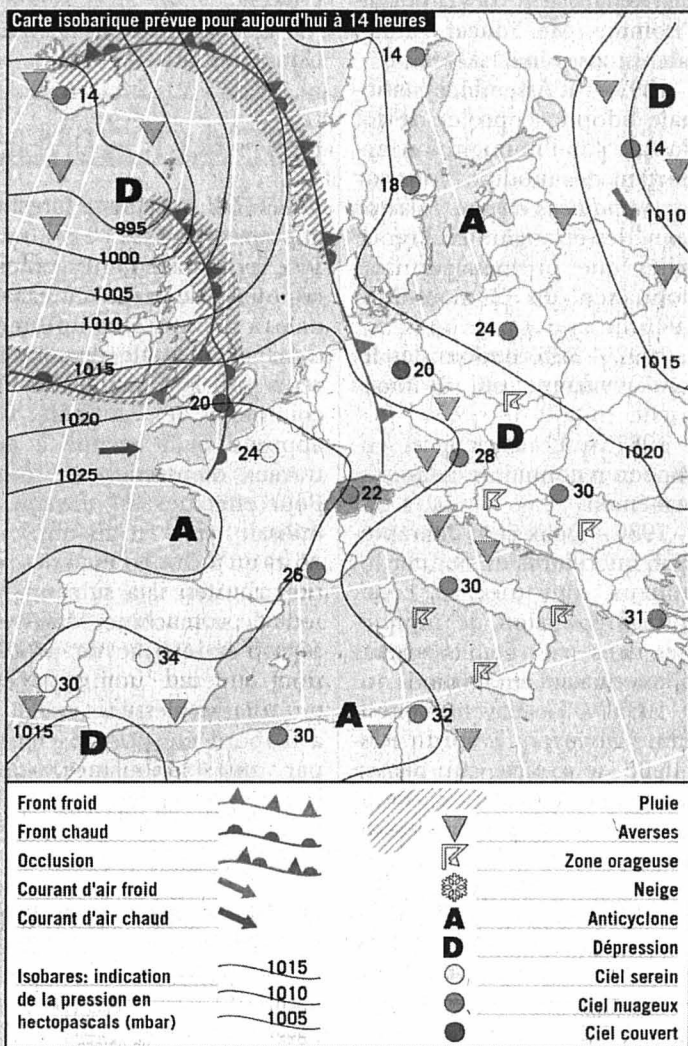 Carte isobarique prévue pour aujourd'hui à 14 heures
14
14
D
14
D
18
A
1010
995
1000
1005
1010
24
1015
1015
20
20
1020
D
24
28
1020
1025
22
30
A
26
30
31
34
30
A
32
1015
D
30
Front froid
Front chaud
Occlusion
Courant d'air froid
Courant d'air chaud
Isobares: indication
de la pression en
hectopascals (mbar)
1015
1010
1005
Pluie
Averses
Zone orageuse
Neige
A
Anticyclone
D
Dépression
Ciel serein
Ciel nuageux
Ciel couvert